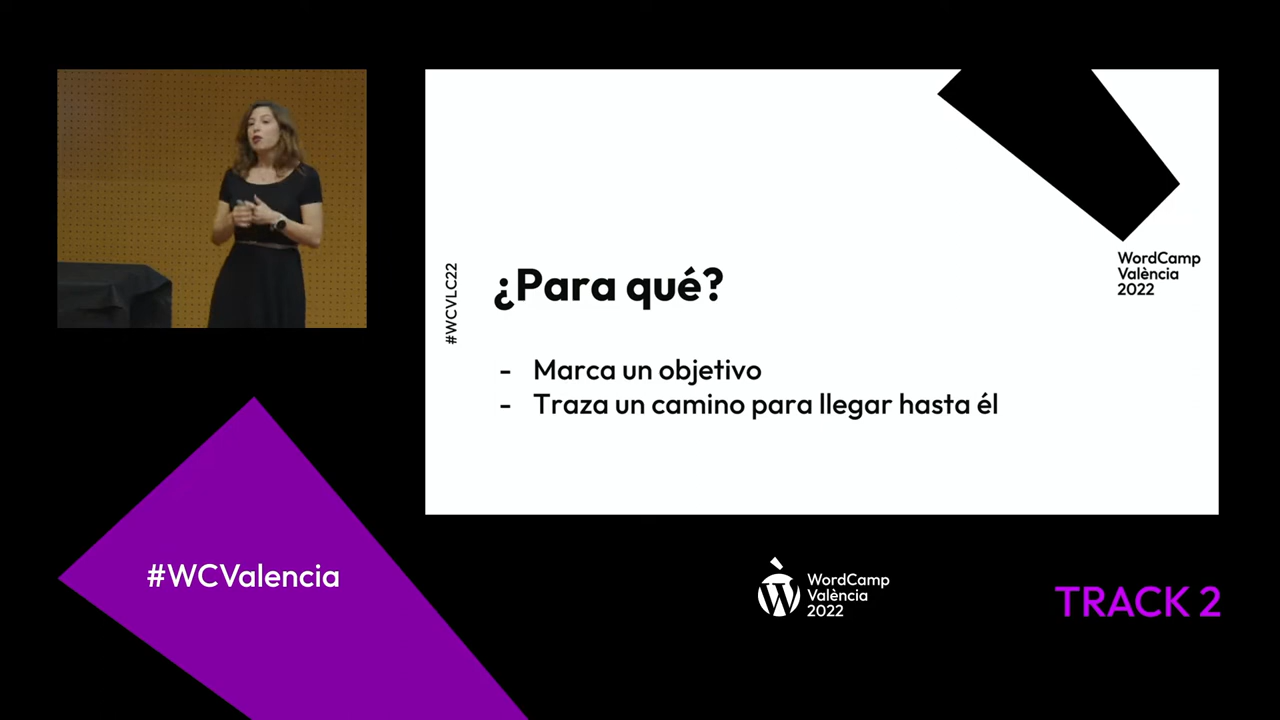 #WCVLC22
¿Para qué?
- Marca un objetivo
- Traza un camino para llegar hasta él
WordCamp
València
2022
#WCValencia
WordCamp
València
2022
TRACK 2